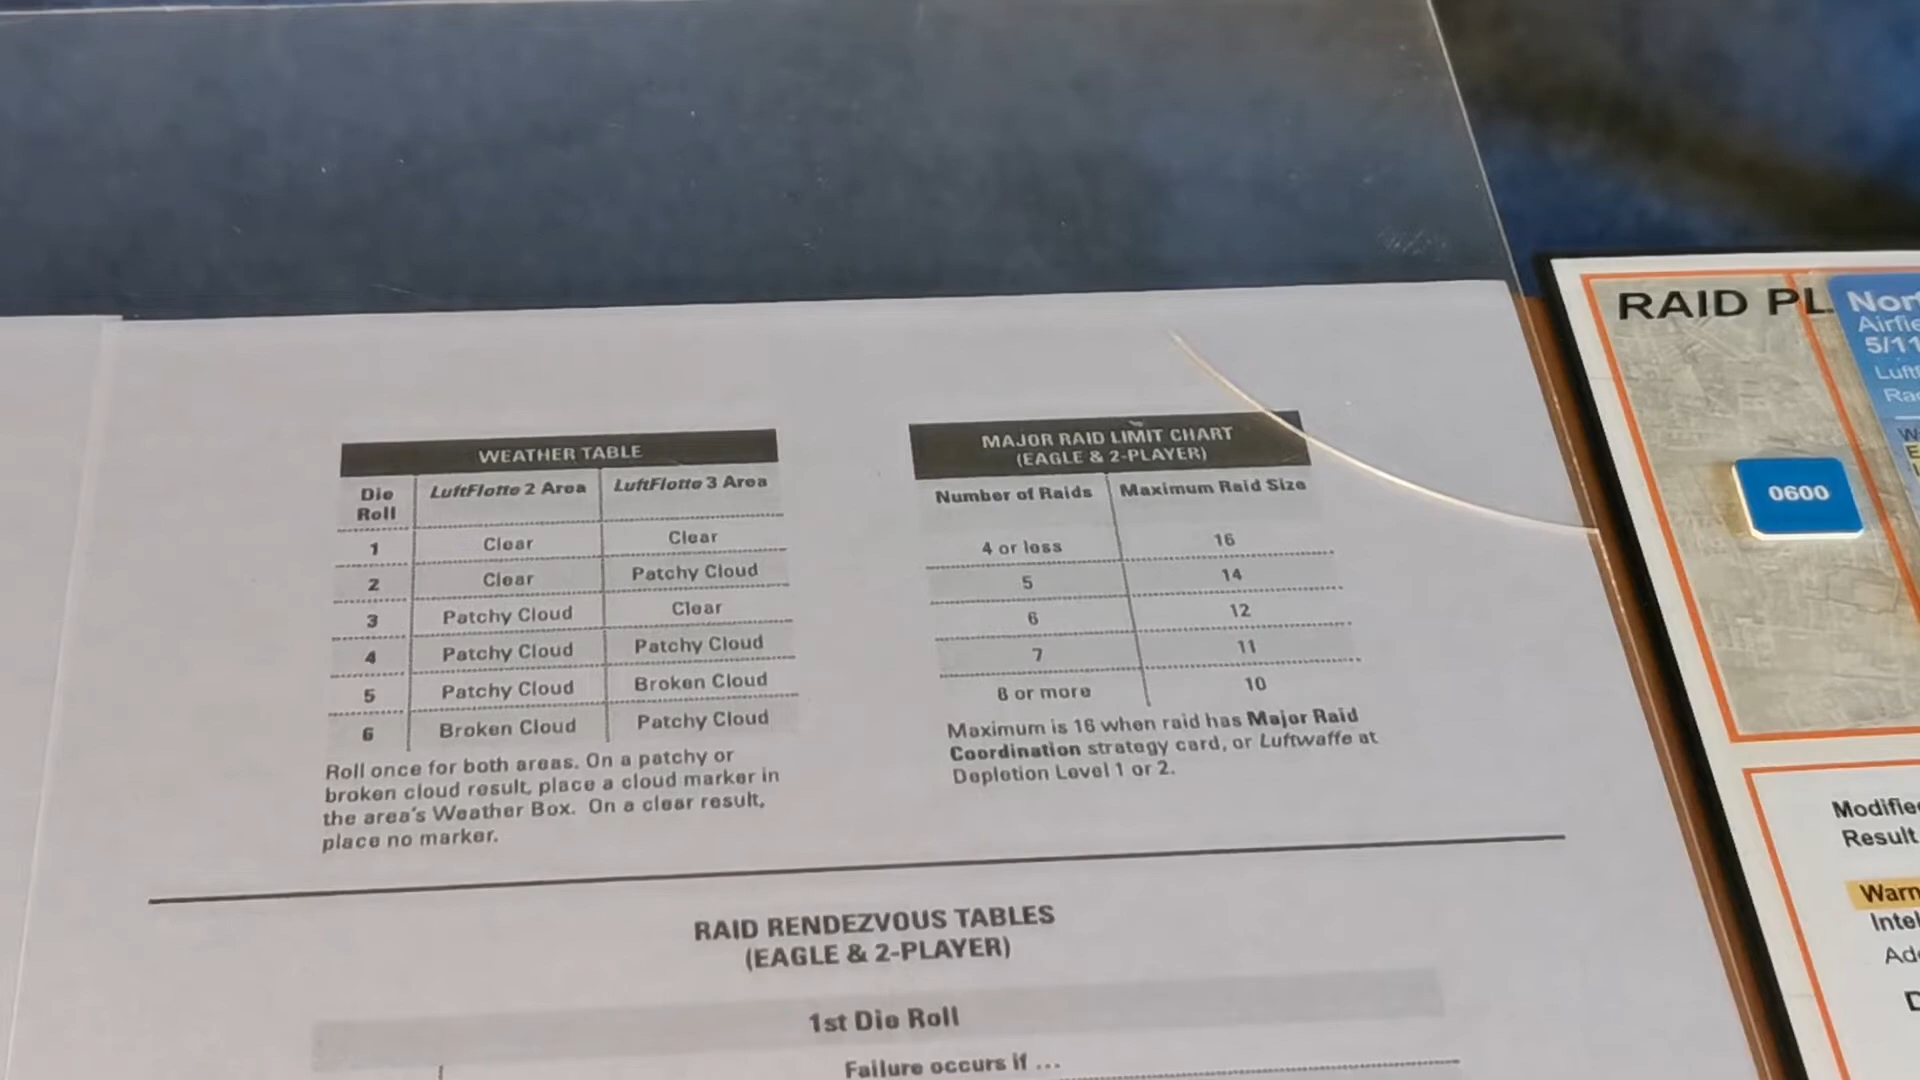 WEATHER TABLE
Die Roll LuftFlotte 2 Area LuftFlotte 3 Area
1 Clear Clear
2 Clear Patchy Cloud
3 Patchy Cloud Clear
4 Patchy Cloud Patchy Cloud
5 Patchy Cloud Broken Cloud
6 Broken Cloud Patchy Cloud
Roll once for both areas. On a patchy or
broken cloud result, place a cloud marker in
the area's Weather Box. On a clear result,
place no marker.
MAJOR RAID LIMIT CHART
(EAGLE & 2-PLAYER)
Number of Raids Maximum Raid Size
4 or less 16
5 14
6 12
7 11
8 or more 10
Maximum is 16 when raid has Major Raid
Coordination strategy card, or Luftwaffe at
Depletion Level 1 or 2.
RAID RENDEZVOUS TABLES
(EAGLE & 2-PLAYER)
1st Die Roll
Failure occurs if ...
RAID PL
0600
5/11
Result